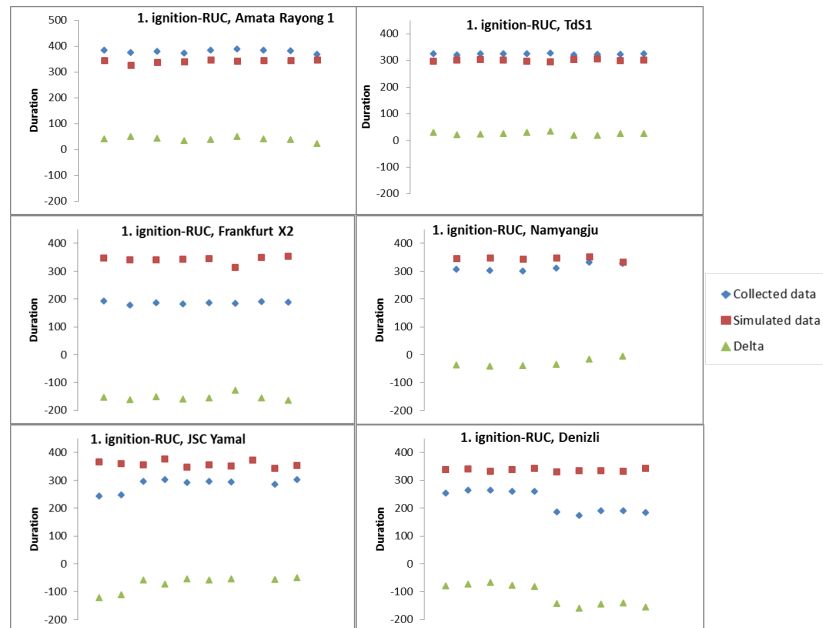 1. ignition-RUC, Amata Rayong 1
500
400
300
200
100
0
-100
-200
Duration
1. ignition-RUC, TdS1
400
300
200
100
0
-100
-200
Duration
1. ignition-RUC, Frankfurt X2
400
300
200
100
0
-100
-200
Duration
1. ignition-RUC, Namyangju
400
300
200
100
0
-100
-200
Duration
Collected data
Simulated data
Delta
1. ignition-RUC, JSC Yamal
400
300
200
100
0
-100
-200
Duration
1. ignition-RUC, Denizli
400
300
200
100
0
-100
-200
Duration